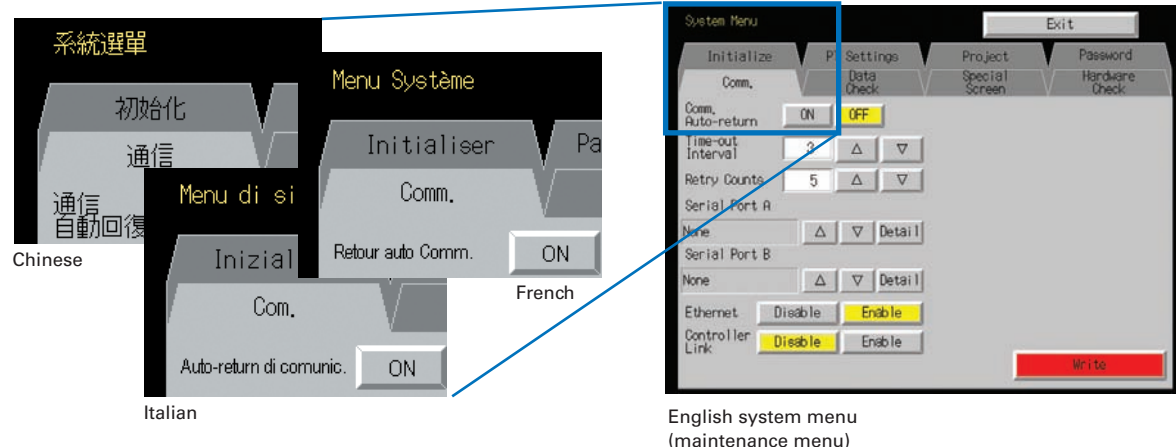 系統選單
初始化
通信
通信
自動回復
Chinese
Menu di si
Inizial
Com.
Auto-return di comunic.
ON
Italian
Menu Système
Initialiser
Pa
Comm.
Retour auto Comm.
ON
French
System Menu
Exit
Initialize
PT Settings
Project
Password
Comm.
Data
Check
Special
Screen
Hardware
Check
Comm.
Auto-return
ON
OFF
Time-out
Interval
3
△
▽
Retry Counts
5
△
▽
Serial Port A
None
△
▽
Detail
Serial Port B
None
△
▽
Detail
Ethernet
Disable
Enable
Controller
Link
Disable
Enable
Write
English system menu
(maintenance menu)